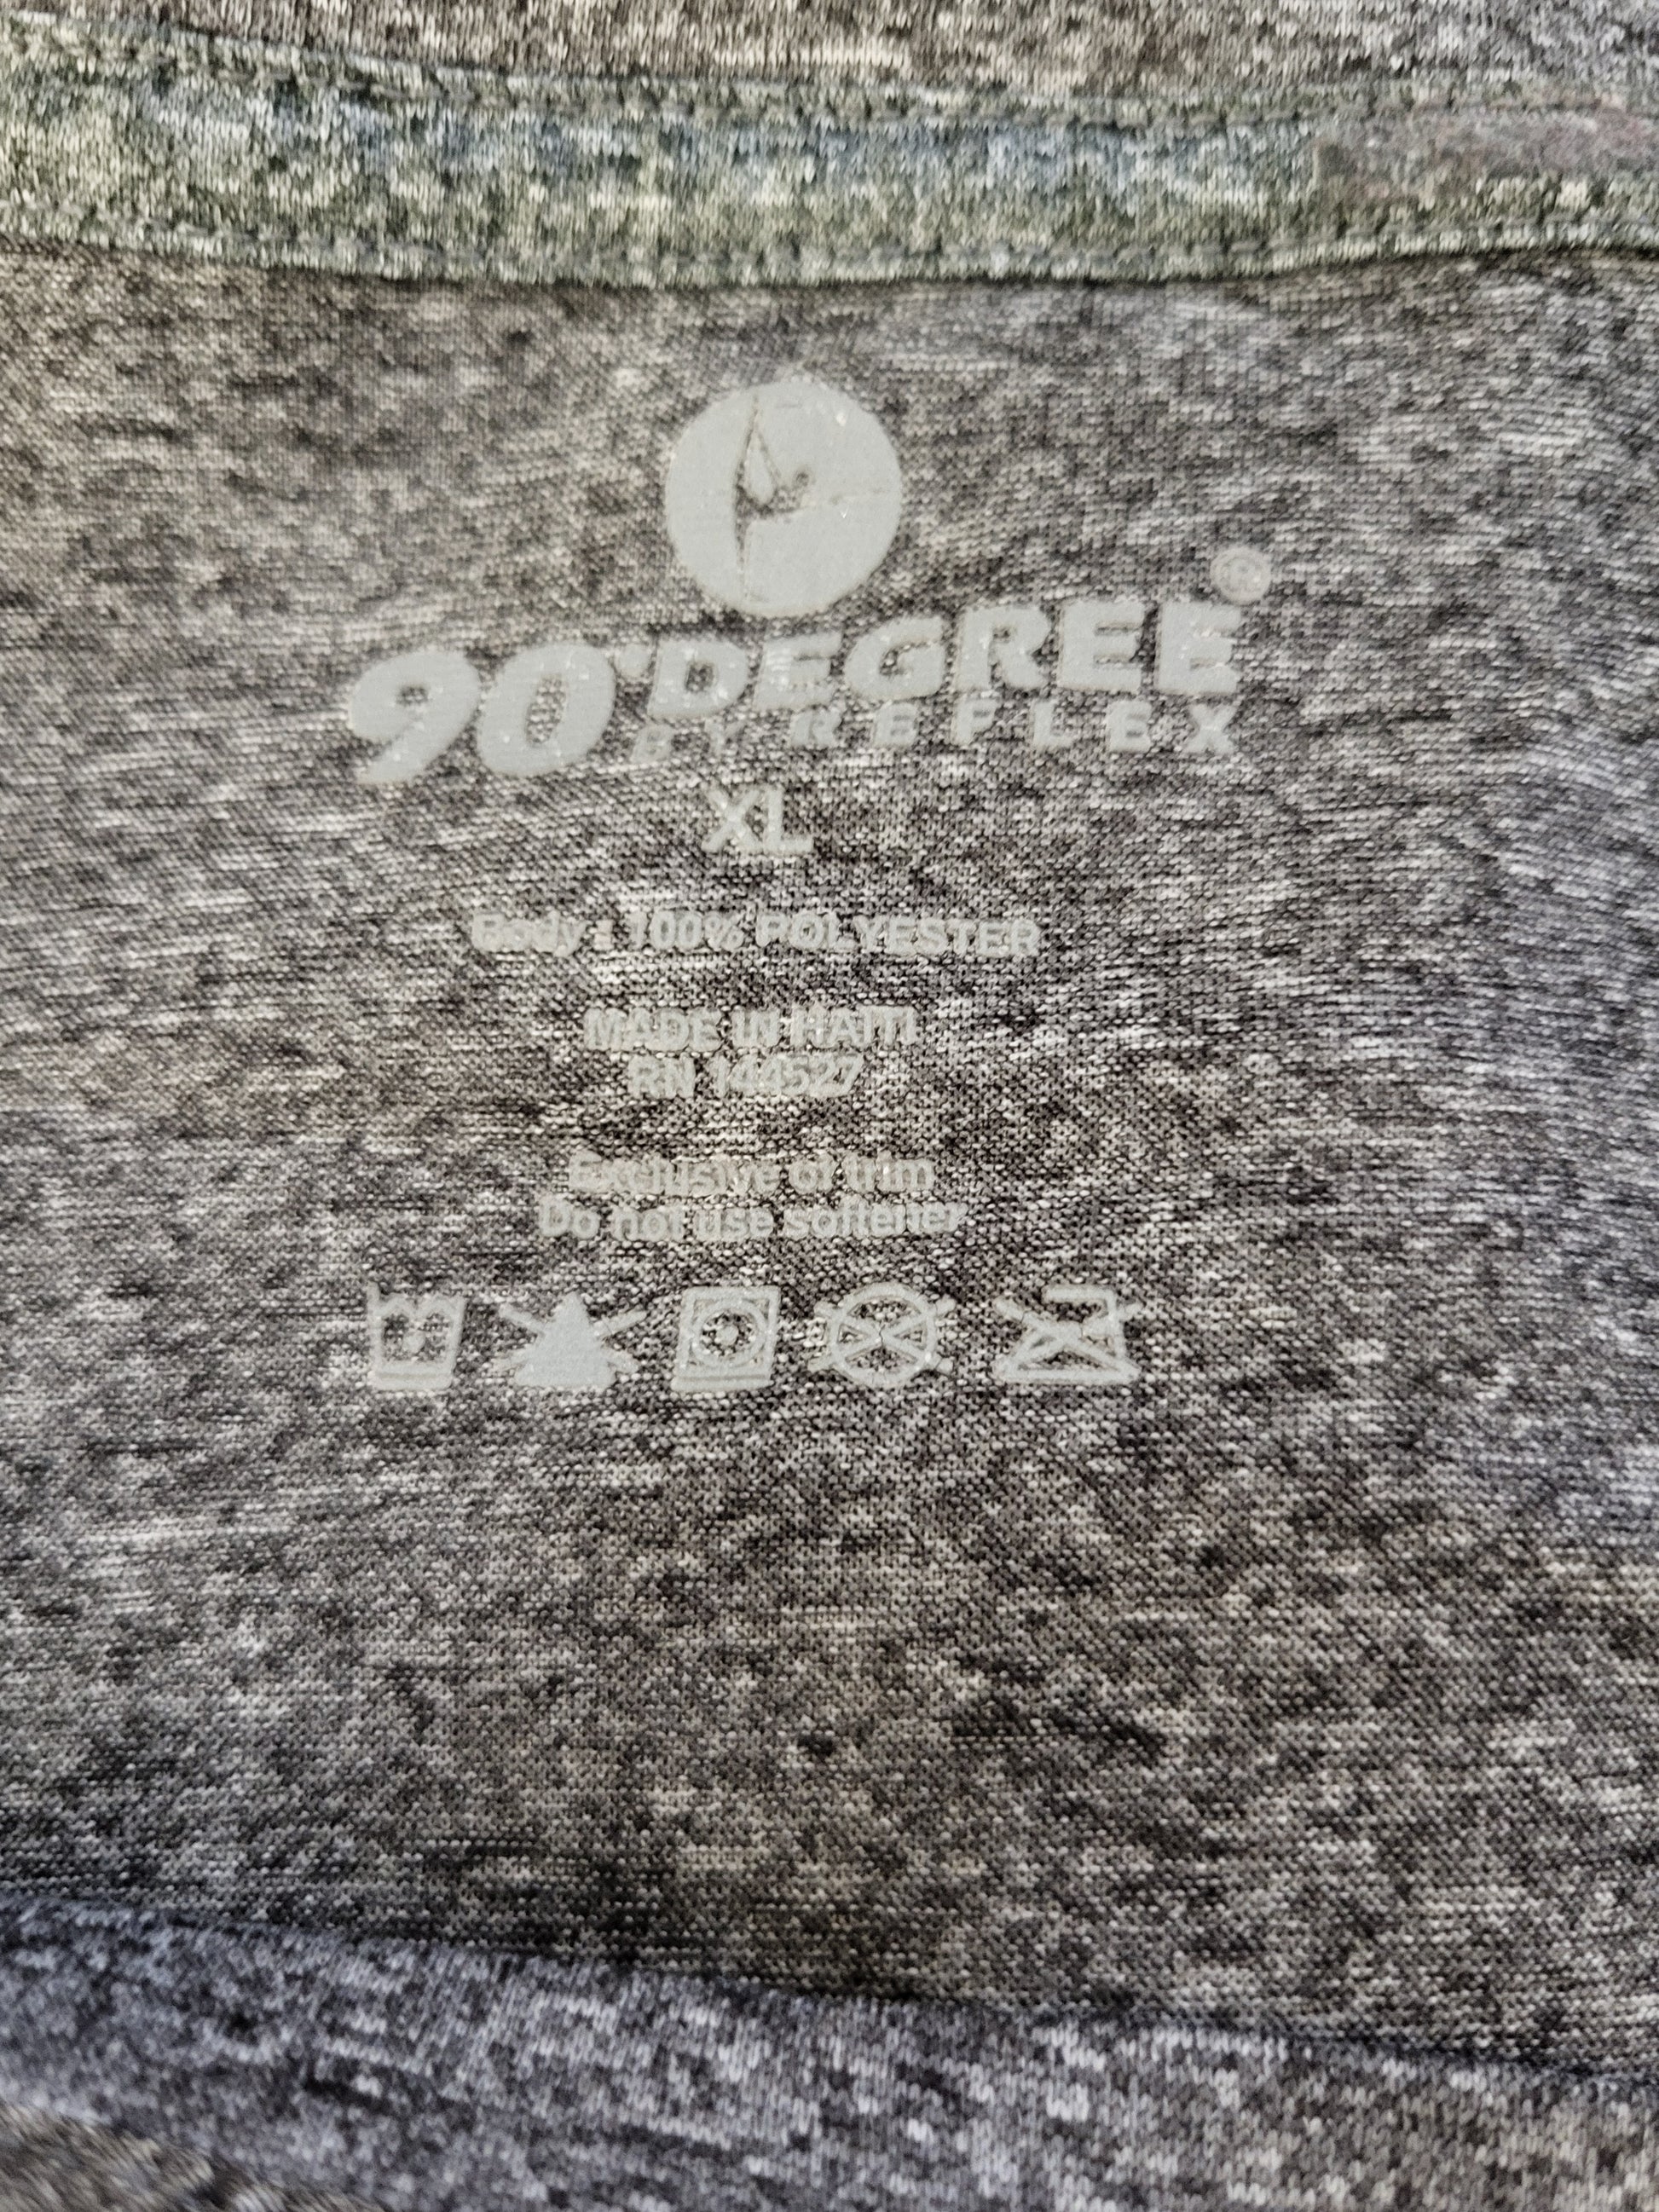 90°DEGREE®
BY REFLEX
XL
Body : 100% POLYESTER
MADE IN HAITI
RN 144527
Exclusive of trim
Do not use softener